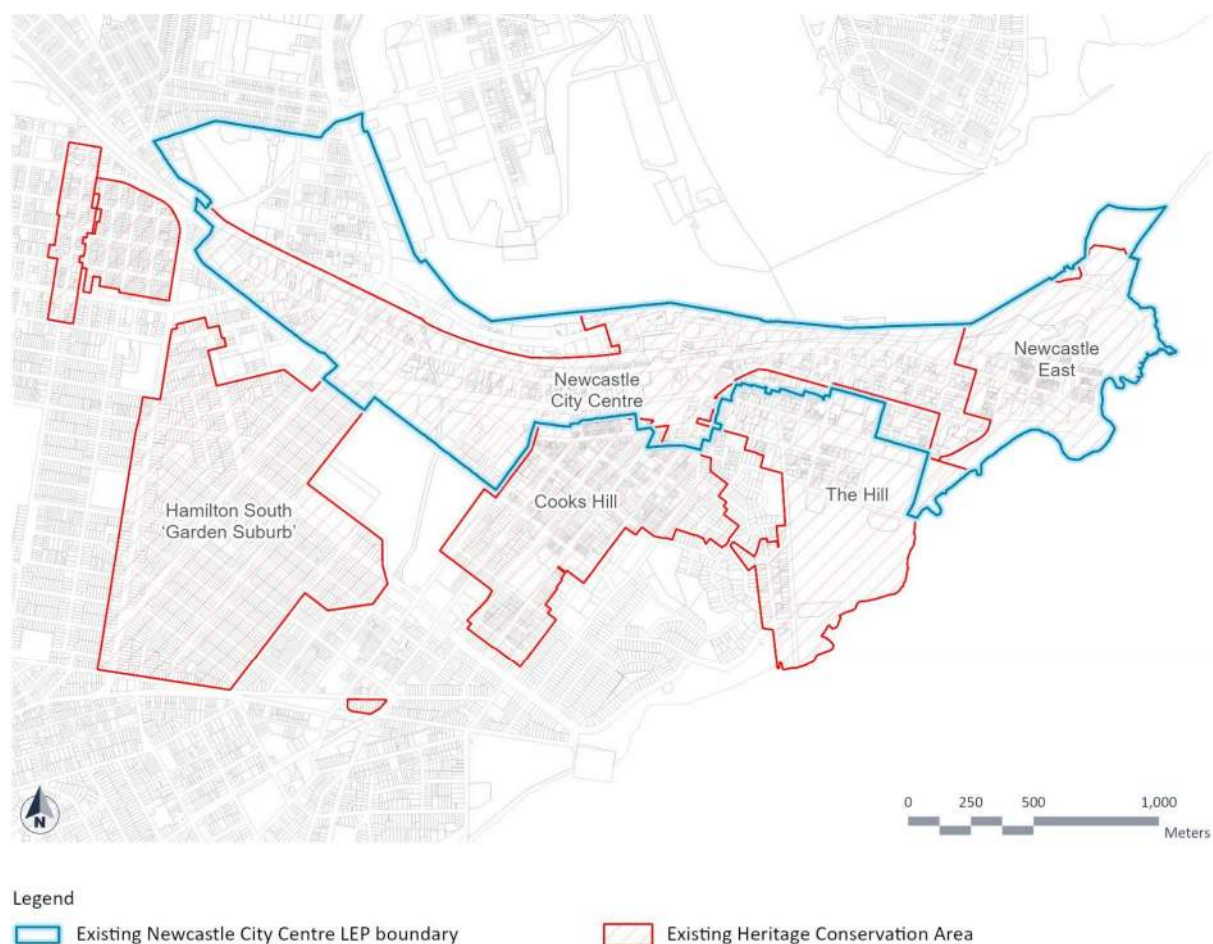 Newcastle
East
Newcastle
City Centre
The Hill
Cooks Hill
Hamilton South
‘Garden Suburb’
N
0 250 500 1,000
Meters
Legend
Existing Newcastle City Centre LEP boundary
Existing Heritage Conservation Area